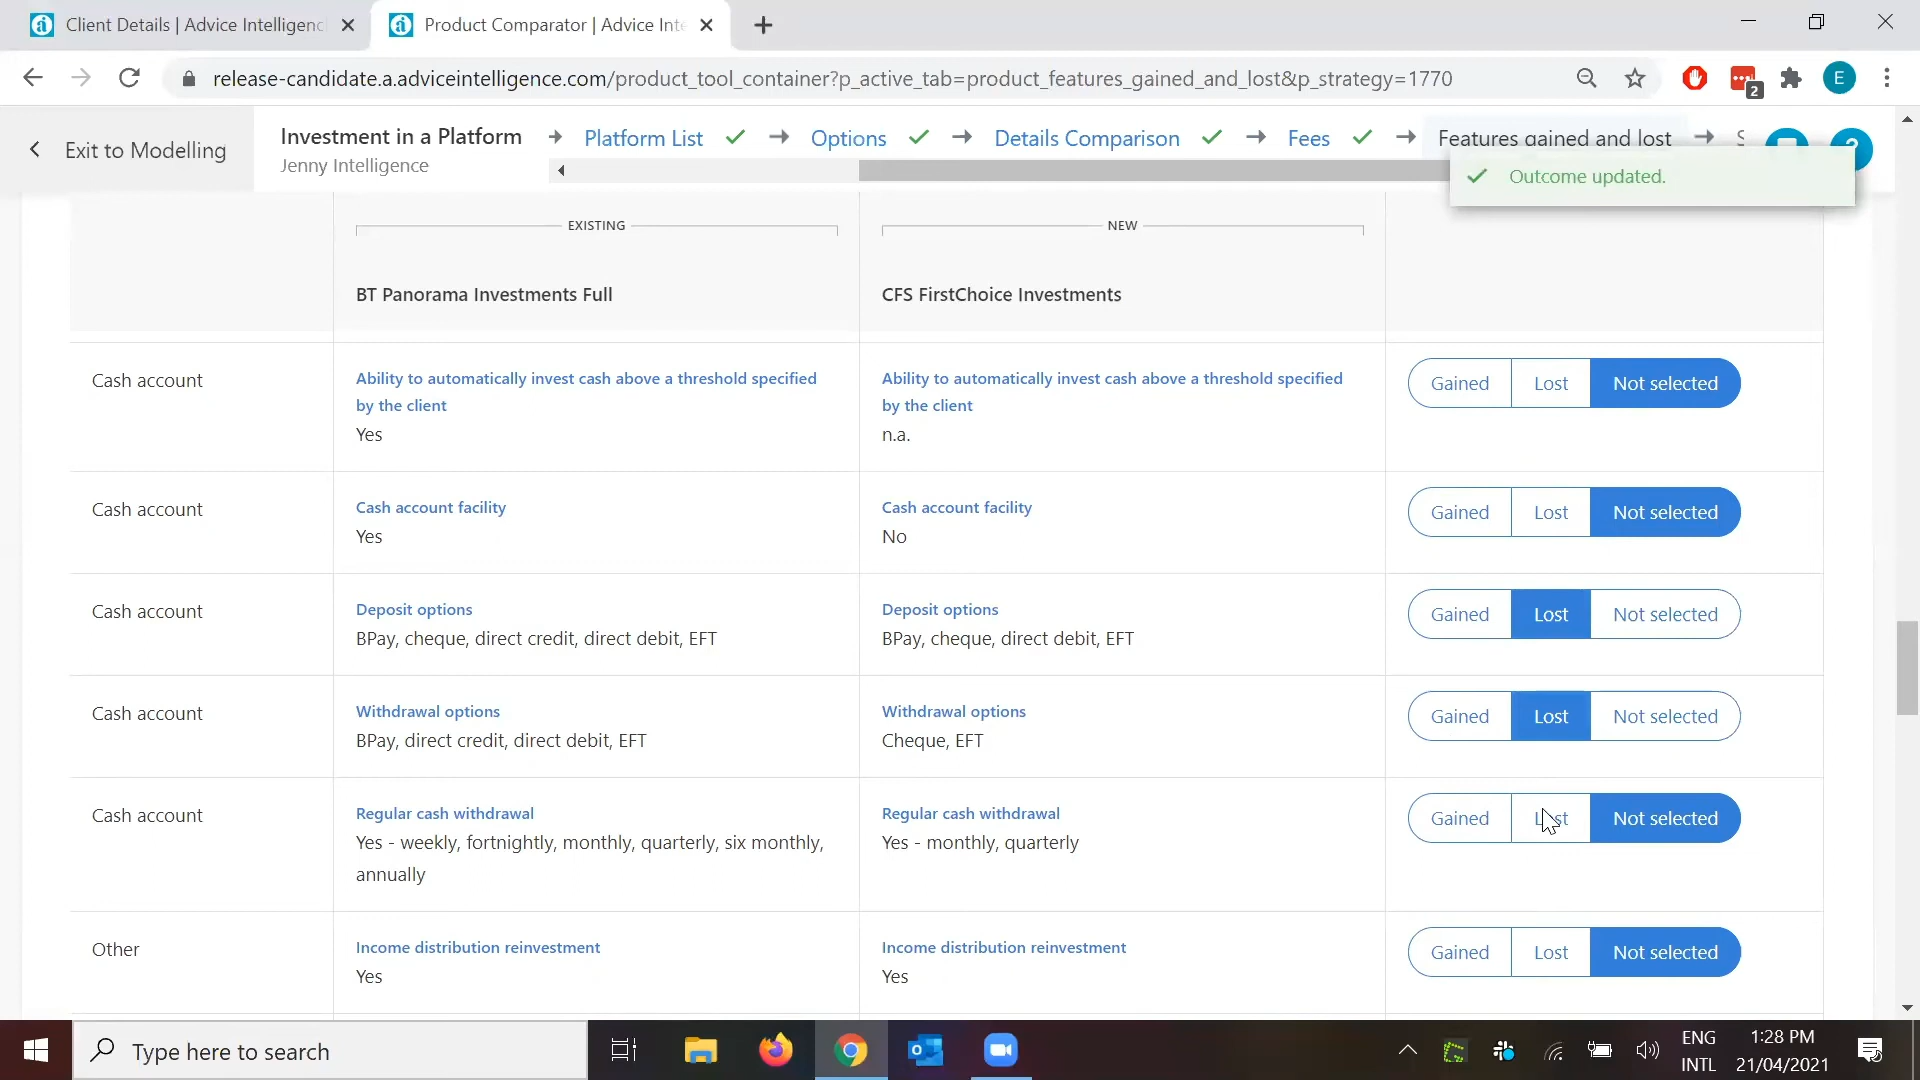 Client Details | Advice Intelligenc
Product Comparator | Advice Inte
release-candidate.a.adviceintelligence.com/product_tool_container?p_active_tab=product_features_gained_and_lost&p_strategy=1770
2
E
Exit to Modelling
Investment in a Platform
Jenny Intelligence
Platform List
Options
Details Comparison
Fees
Features gained and lost
S
?
Outcome updated.
EXISTING
NEW
BT Panorama Investments Full
CFS FirstChoice Investments
Cash account
Ability to automatically invest cash above a threshold specified
by the client
Yes
Ability to automatically invest cash above a threshold specified
by the client
n.a.
Gained Lost Not selected
Cash account
Cash account facility
Yes
Cash account facility
No
Gained Lost Not selected
Cash account
Deposit options
BPay, cheque, direct credit, direct debit, EFT
Deposit options
BPay, cheque, direct debit, EFT
Gained Lost Not selected
Cash account
Withdrawal options
BPay, direct credit, direct debit, EFT
Withdrawal options
Cheque, EFT
Gained Lost Not selected
Cash account
Regular cash withdrawal
Yes - weekly, fortnightly, monthly, quarterly, six monthly,
annually
Regular cash withdrawal
Yes - monthly, quarterly
Gained Lost Not selected
Other
Income distribution reinvestment
Yes
Income distribution reinvestment
Yes
Gained Lost Not selected
Type here to search
ENG
INTL
1:28 PM
21/04/2021